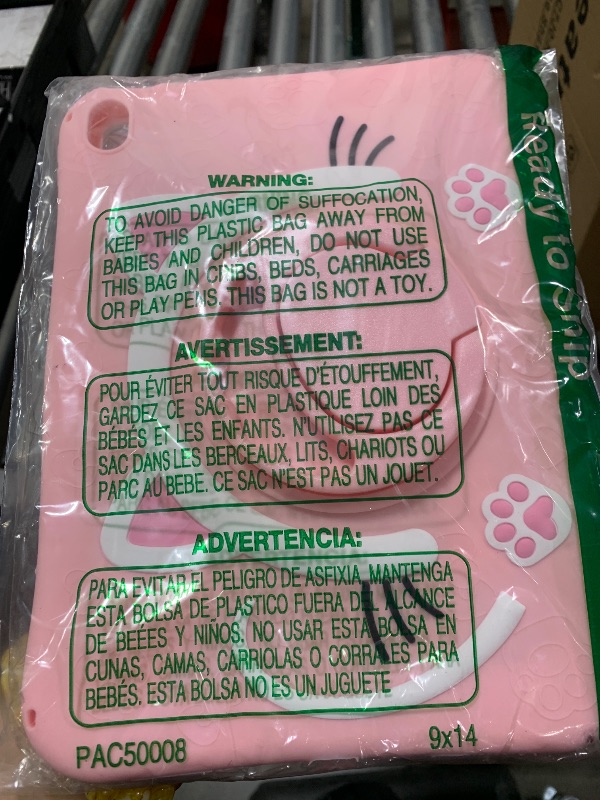 WARNING:
TO AVOID DANGER OF SUFFOCATION,
KEEP THIS PLASTIC BAG AWAY FROM
BABIES AND CHILDREN, DO NOT USE
THIS BAG IN CRIBS, BEDS, CARRIAGES
OR PLAY PENS. THIS BAG IS NOT A TOY.
AVERTISSEMENT:
POUR ÉVITER TOUT RISQUE D'ÉTOUFFEMENT,
GARDEZ CE SAC EN PLASTIQUE LOIN DES
BÉBÉS ET LES ENFANTS. N'UTILISEZ PAS CE
SAC DANS LES BERCEAUX, LITS, CHARIOTS OU
PARC AU BEBE. CE SAC N'EST PAS UN JOUET.
ADVERTENCIA:
PARA EVITAR EL PELIGRO DE ASFIXIA, MANTENGA
ESTA BOLSA DE PLASTICO FUERA DEL ALCANCE
DE BEEES Y NIÑOS. NO USAR ESTA BOLSA EN
CUNAS, CAMAS, CARRIOLAS O CORRALES PARA
BEBÉS. ESTA BOLSA NO ES UN JUGUETE
PAC50008
9x14
Ready to Ship